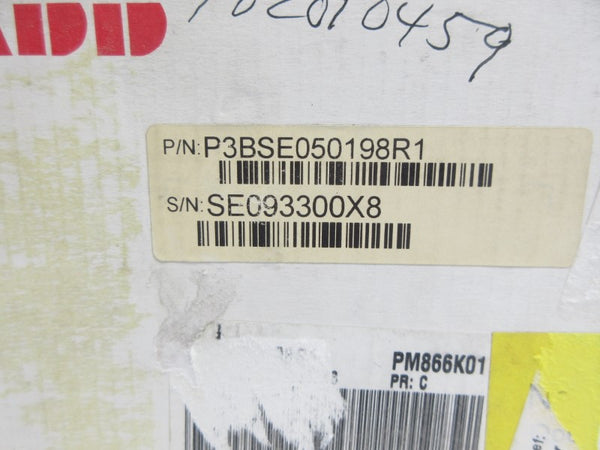 ABB
P/N: P3BSE050198R1
S/N: SE093300X8
PM866K01
PR: C